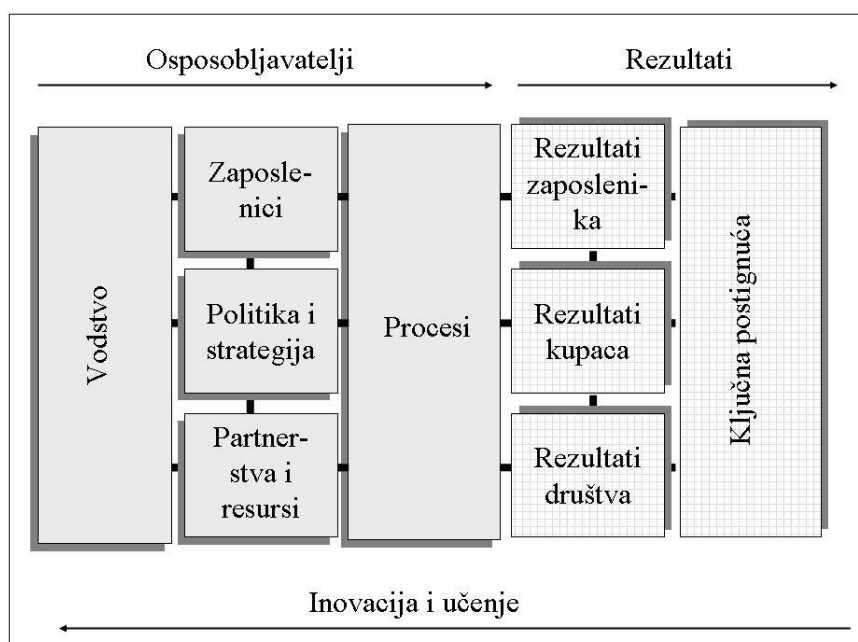 Osposobljavatelji
Rezultati
Vodstvo
Zaposle-
nici
Politika i
strategija
Partner-
stva i
resursi
Procesi
Rezultati
zaposleni-
ka
Rezultati
kupaca
Rezultati
društva
Ključna postignuća
Inovacija i učenje